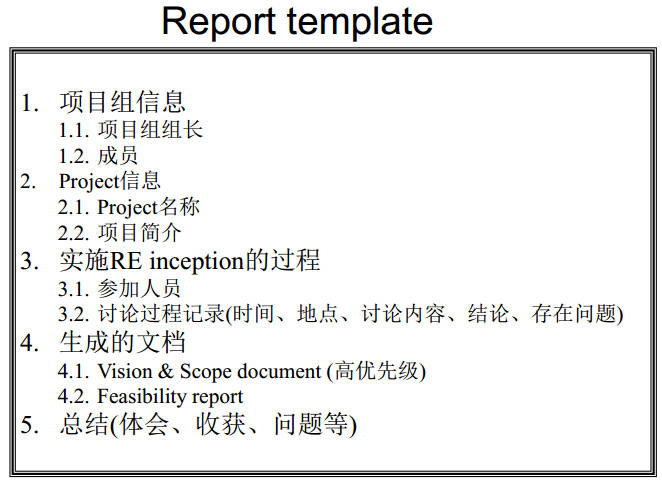 Report template
1. 项目组信息
1.1. 项目组组长
1.2. 成员
2. Project信息
2.1. Project名称
2.2. 项目简介
3. 实施RE inception的过程
3.1. 参加人员
3.2. 讨论过程记录(时间、地点、讨论内容、结论、存在问题)
4. 生成的文档
4.1. Vision & Scope document (高优先级)
4.2. Feasibility report
5. 总结(体会、收获、问题等)